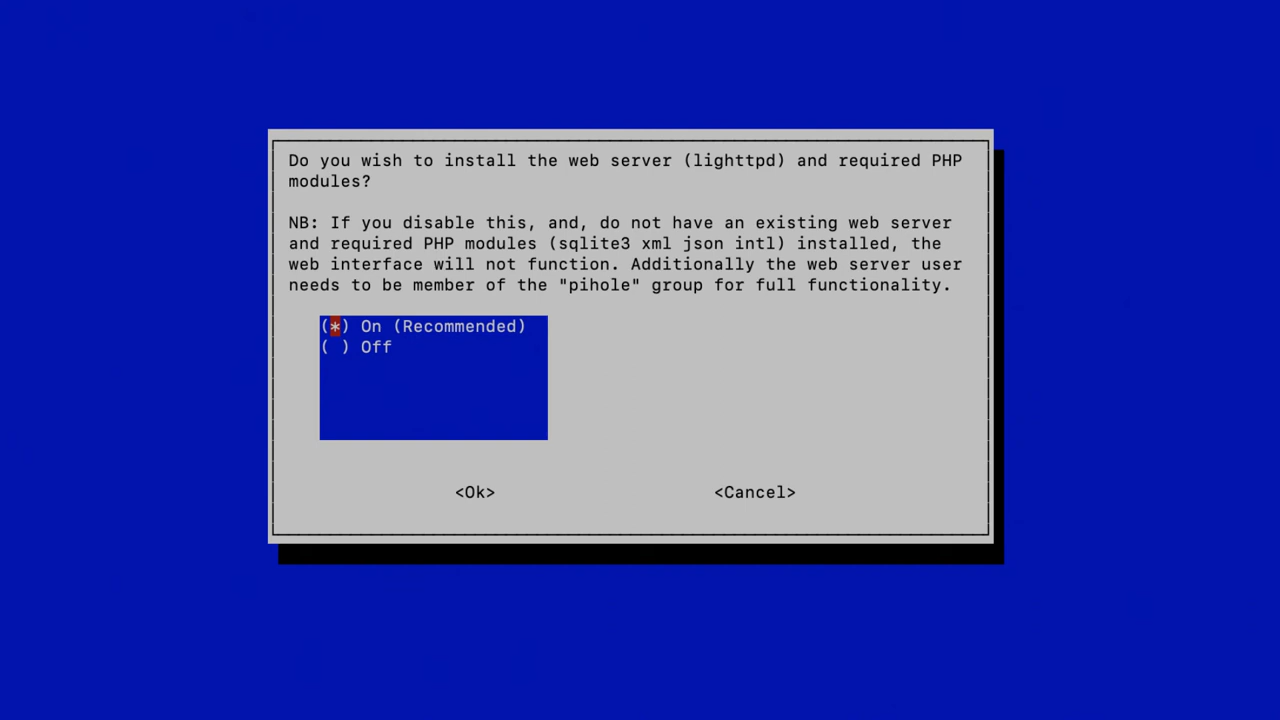 Do you wish to install the web server (lighttpd) and required PHP
modules?
NB: If you disable this, and, do not have an existing web server
and required PHP modules (sqlite3 xml json intl) installed, the
web interface will not function. Additionally the web server user
needs to be member of the "pihole" group for full functionality.
(*) On (Recommended)
( ) Off
<Ok> <Cancel>